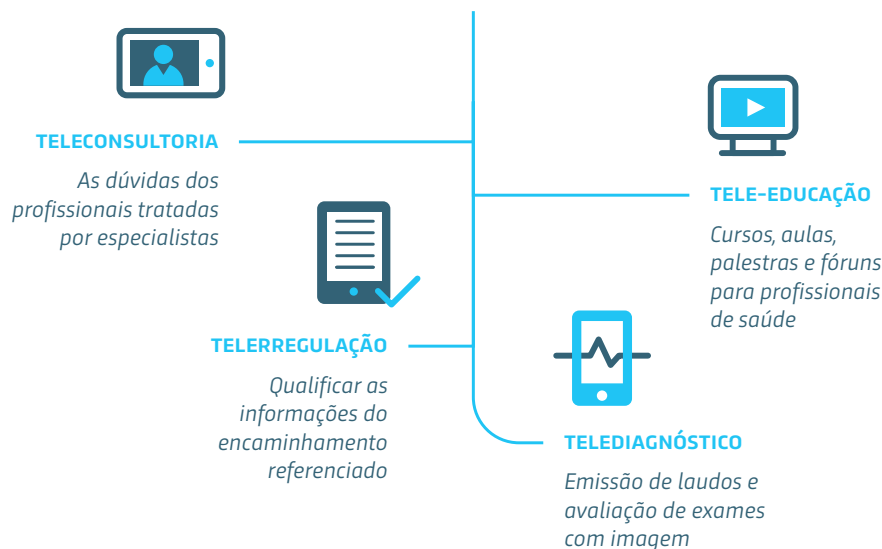 TELECONSULTORIA
As dúvidas dos
profissionais tratadas
por especialistas
TELE-EDUCAÇÃO
Cursos, aulas,
palestras e fóruns
para profissionais
de saúde
TELERREGULAÇÃO
Qualificar as
informações do
encaminhamento
referenciado
TELEDIAGNÓSTICO
Emissão de laudos e
avaliação de exames
com imagem